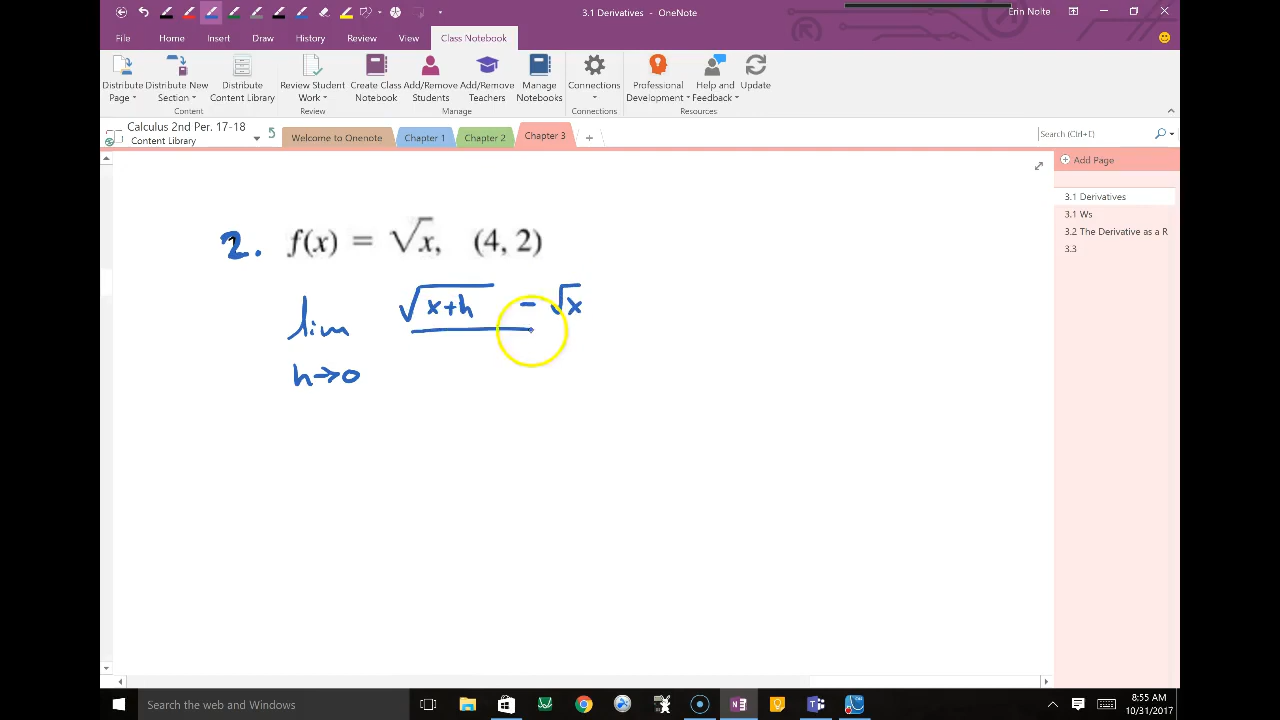 3.1 Derivatives - OneNote
Erin Nolte
File Home Insert Draw History Review View Class Notebook
Distribute Page Distribute New Section Distribute Content Library Review Student Work Create Class Notebook Add/Remove Students Add/Remove Teachers Manage Notebooks Connections Professional Development Help and Feedback Update
Content Review Manage Connections Resources
Calculus 2nd Per. 17-18
Content Library
Welcome to Onenote Chapter 1 Chapter 2 Chapter 3 +
Search (Ctrl+E)
Add Page
3.1 Derivatives
3.1 Ws
3.2 The Derivative as a R
3.3
2. f(x) = √x, (4, 2)
lim √x+h - √x
h→0
Search the web and Windows
8:55 AM
10/31/2017